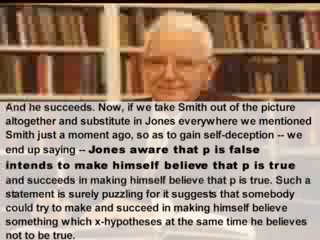 And he succeeds. Now, if we take Smith out of the picture
altogether and substitute in Jones everywhere we mentioned
Smith just a moment ago, so as to gain self-deception -- we
end up saying -- Jones aware that p is false
intends to make himself believe that p is true
and succeeds in making himself believe that p is true. Such a
statement is surely puzzling for it suggests that somebody
could try to make and succeed in making himself believe
something which x-hypotheses at the same time he believes
not to be true.